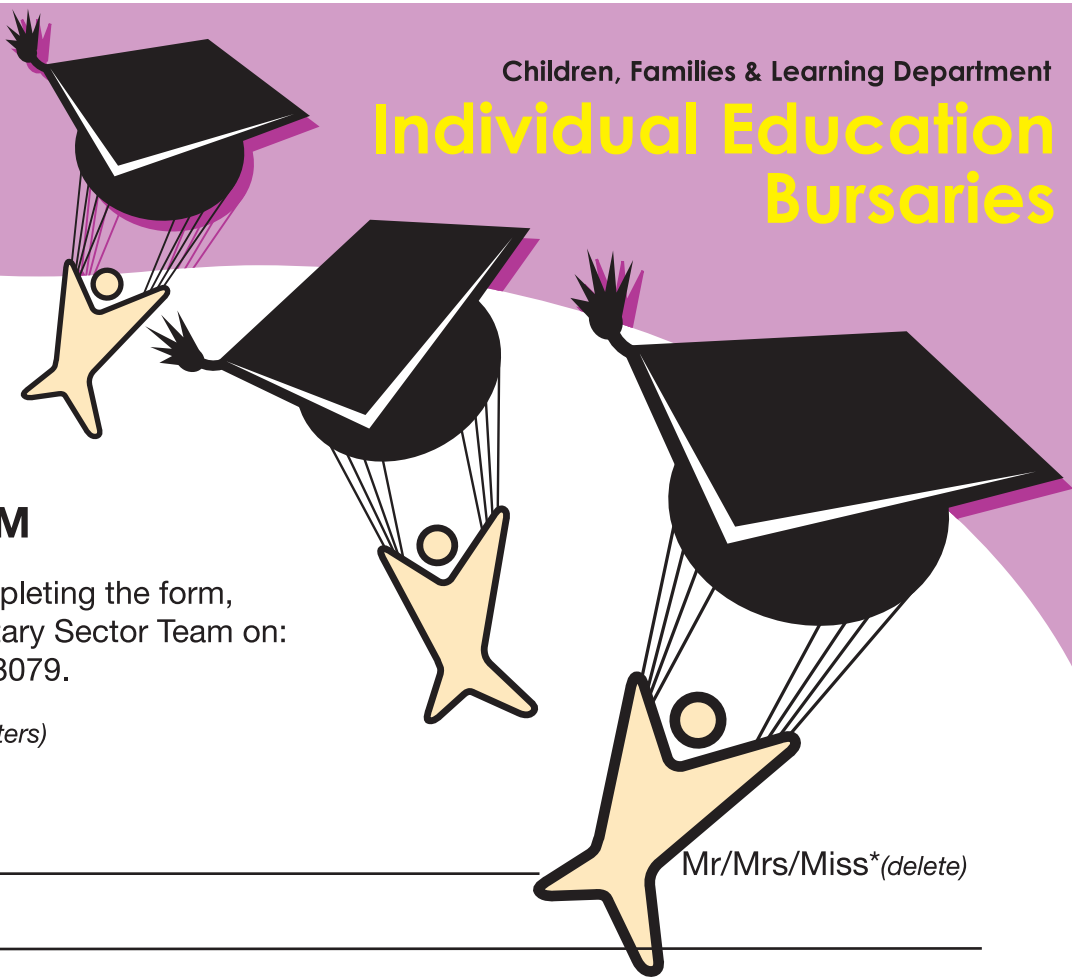 Children, Families & Learning Department
Individual Education
Bursaries
M
pleting the form,
tary Sector Team on:
3079.
ters)
Mr/Mrs/Miss*(delete)